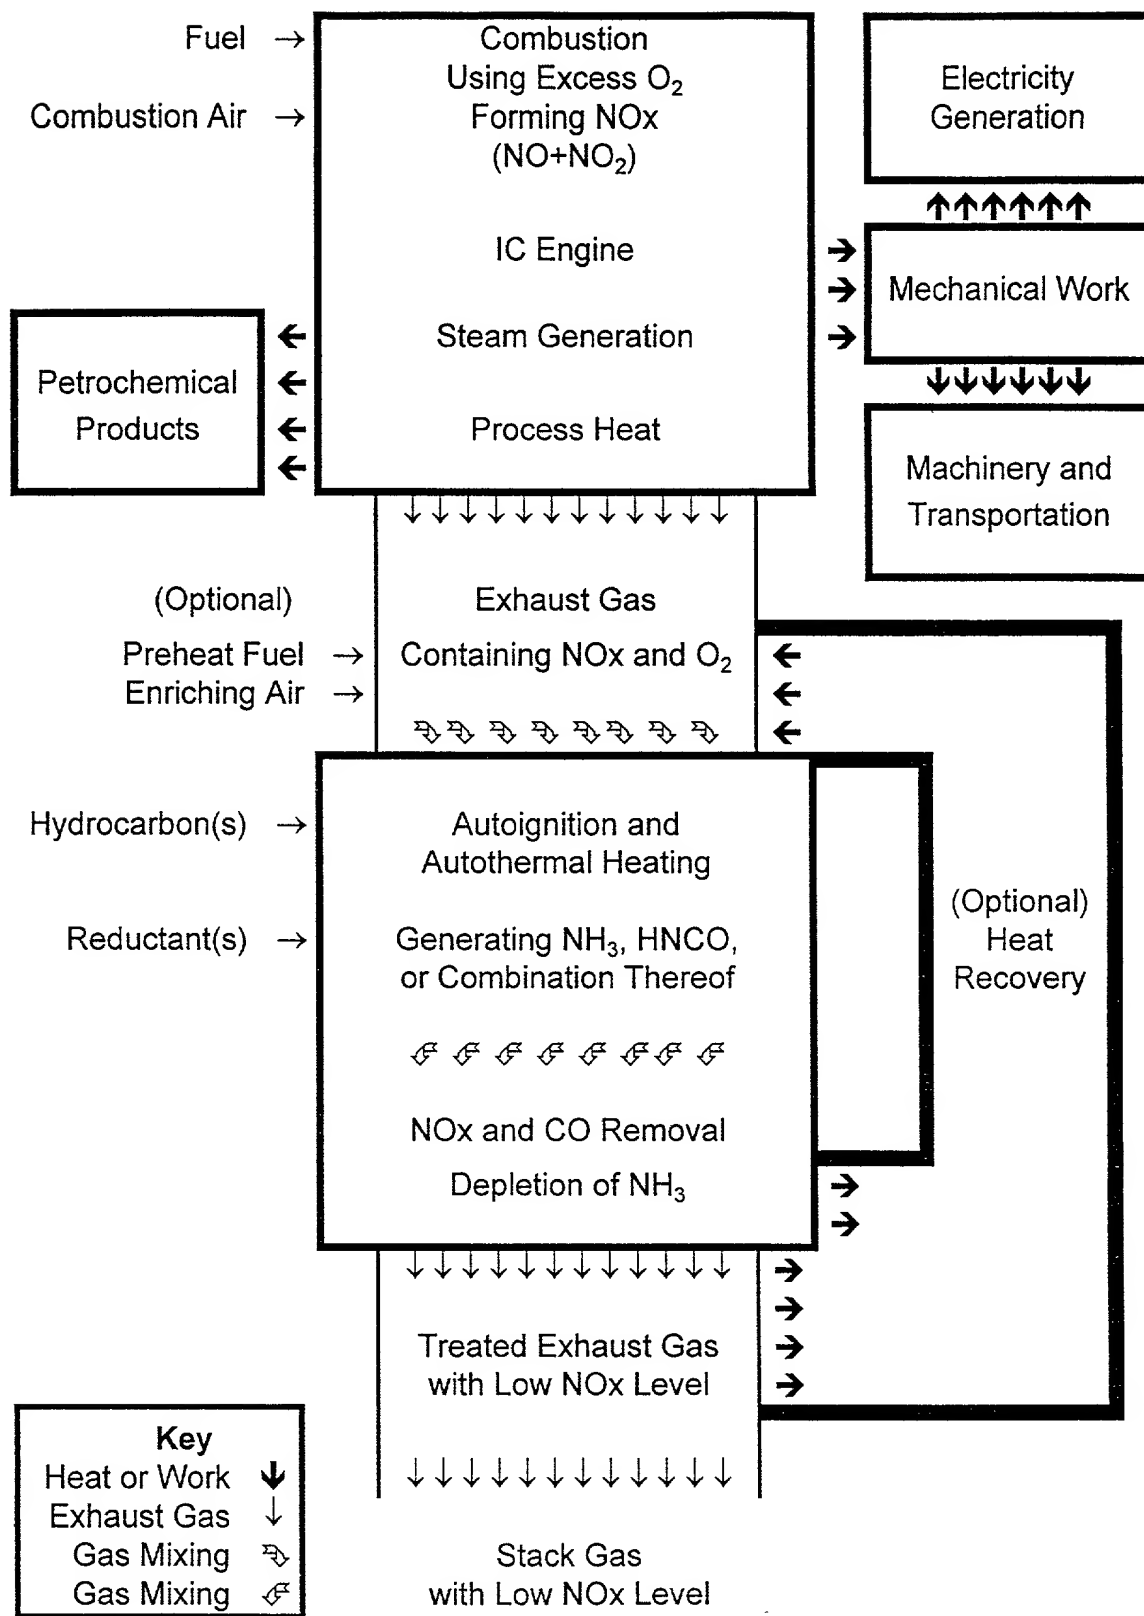 Fuel →
Combustion Air →
Combustion
Using Excess O₂
Forming NOx
(NO+NO₂)
IC Engine
Steam Generation
Process Heat
Electricity
Generation
Mechanical Work
Machinery and
Transportation
Petrochemical
Products
(Optional)
Preheat Fuel →
Enriching Air →
Exhaust Gas
Containing NOx and O₂
Hydrocarbon(s) →
Reductant(s) →
Autoignition and
Autothermal Heating
Generating NH₃, HNCO,
or Combination Thereof
NOx and CO Removal
Depletion of NH₃
(Optional)
Heat
Recovery
Treated Exhaust Gas
with Low NOx Level
Stack Gas
with Low NOx Level
Key
Heat or Work
Exhaust Gas
Gas Mixing
Gas Mixing